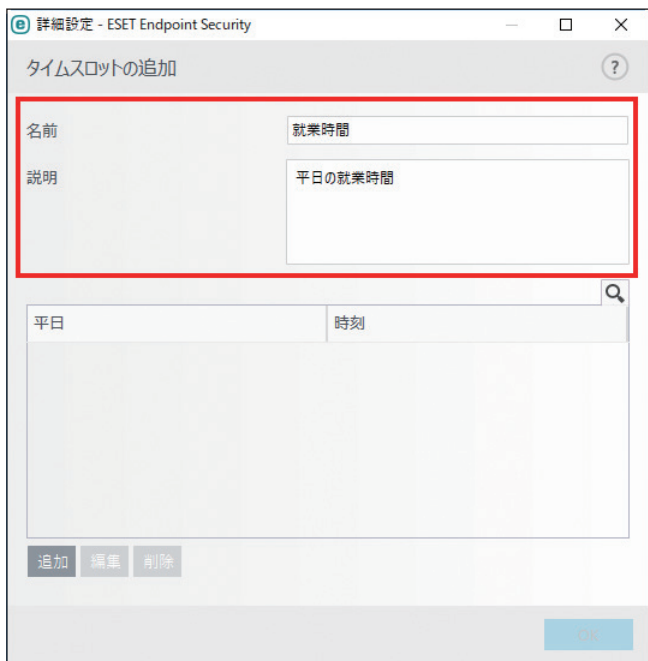 詳細設定 - ESET Endpoint Security
タイムスロットの追加
?
名前
就業時間
説明
平日の就業時間
平日 時刻
追加 編集 削除
OK